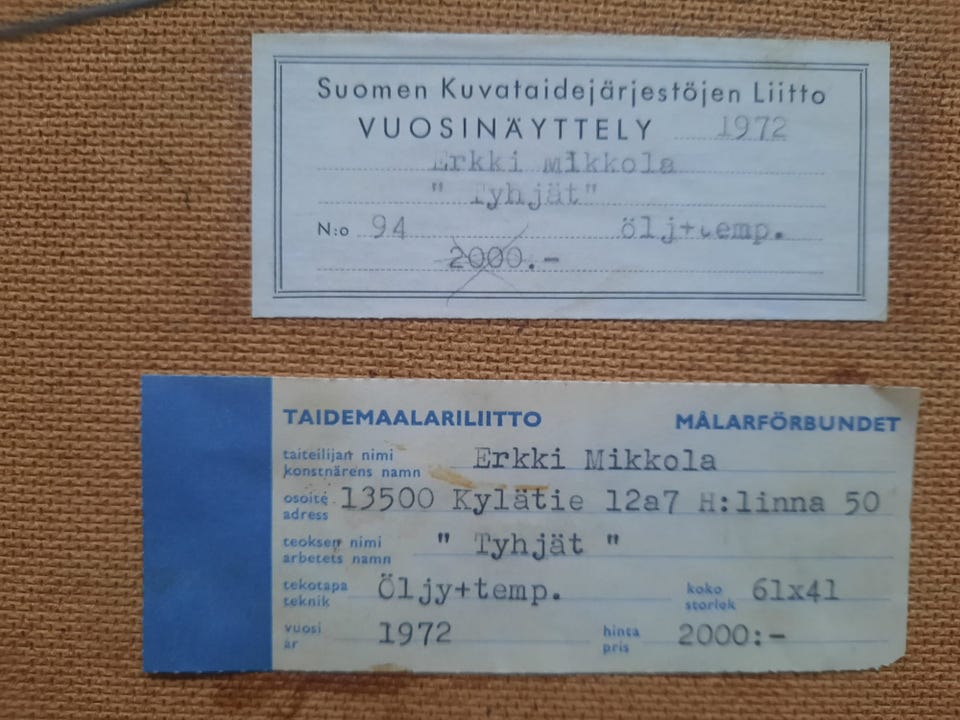 Suomen Kuvataidejärjestöjen Liitto
VUOSINÄYTTELY 1972
Erkki Mikkola
" Tyhjät"
N:o 94 ölj+temp.
2000.-
TAIDEMAALARILIITTO MÅLARFÖRBUNDET
taiteilijan nimi Erkki Mikkola
konstnärens namn
osoite 13500 Kylätie 12a7 H:linna 50
adress
teoksen nimi " Tyhjät "
arbetets namn
tekotapa Öljy+temp. koko 61x41
teknik storlek
vuosi 1972 hinta 2000:-
år pris